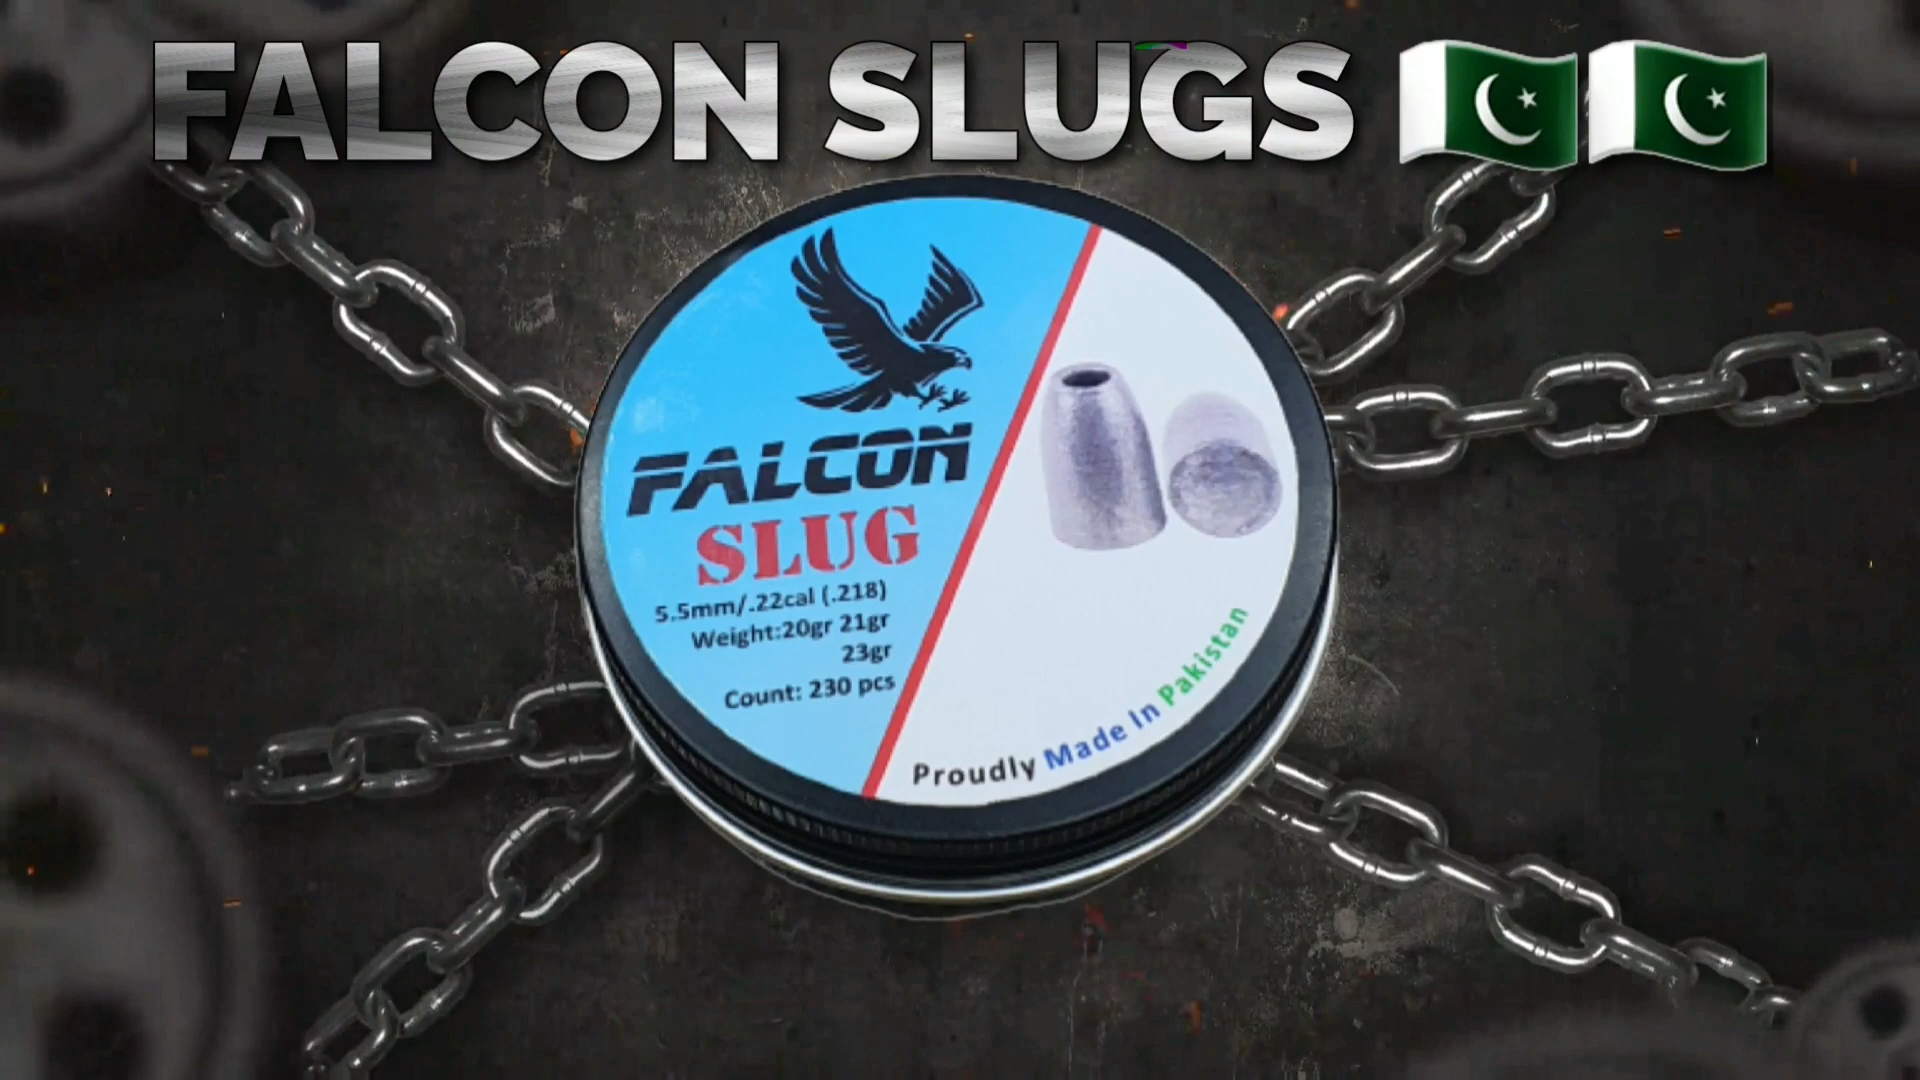 FALCON SLUGS 🇵🇰🇵🇰
FALCON
SLUG
5.5mm/.22cal (.218)
Weight:20gr 21gr
23gr
Count: 230 pcs
Proudly Made In Pakistan